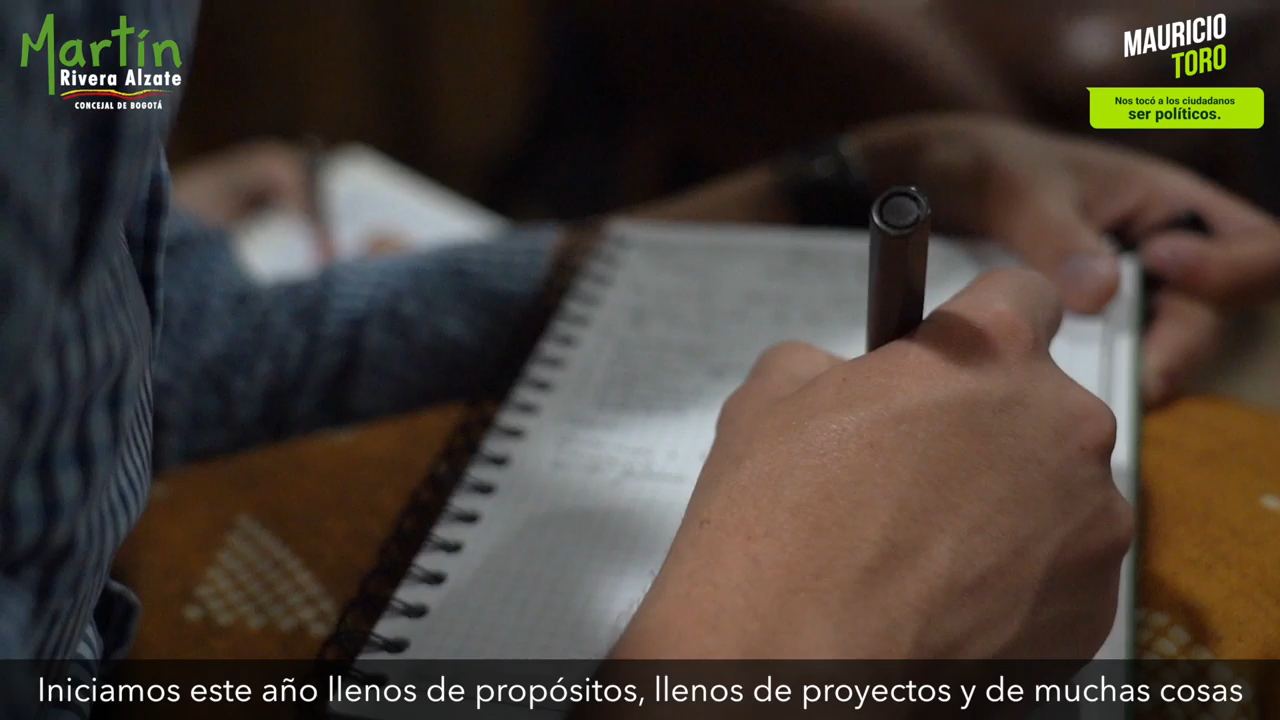 Martín
Rivera Alzate
CONCEJAL DE BOGOTÁ
MAURICIO
TORO
Nos tocó a los ciudadanos
ser políticos.
Iniciamos este año llenos de propósitos, llenos de proyectos y de muchas cosas